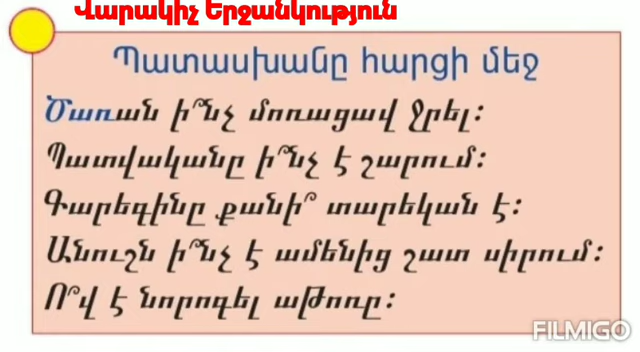 Վարակիչ Երջանկություն
Պատասխանը հարցի մեջ
Ծառան ի՞նչ մոռացավ ջրել։
Պատվականը ի՞նչ է շարում։
Գարեգինը քանի՞ տարեկան է։
Անուշն ի՞նչ է ամենից շատ սիրում։
Ո՞վ է նորոգել աթոռը։
FILMIGO